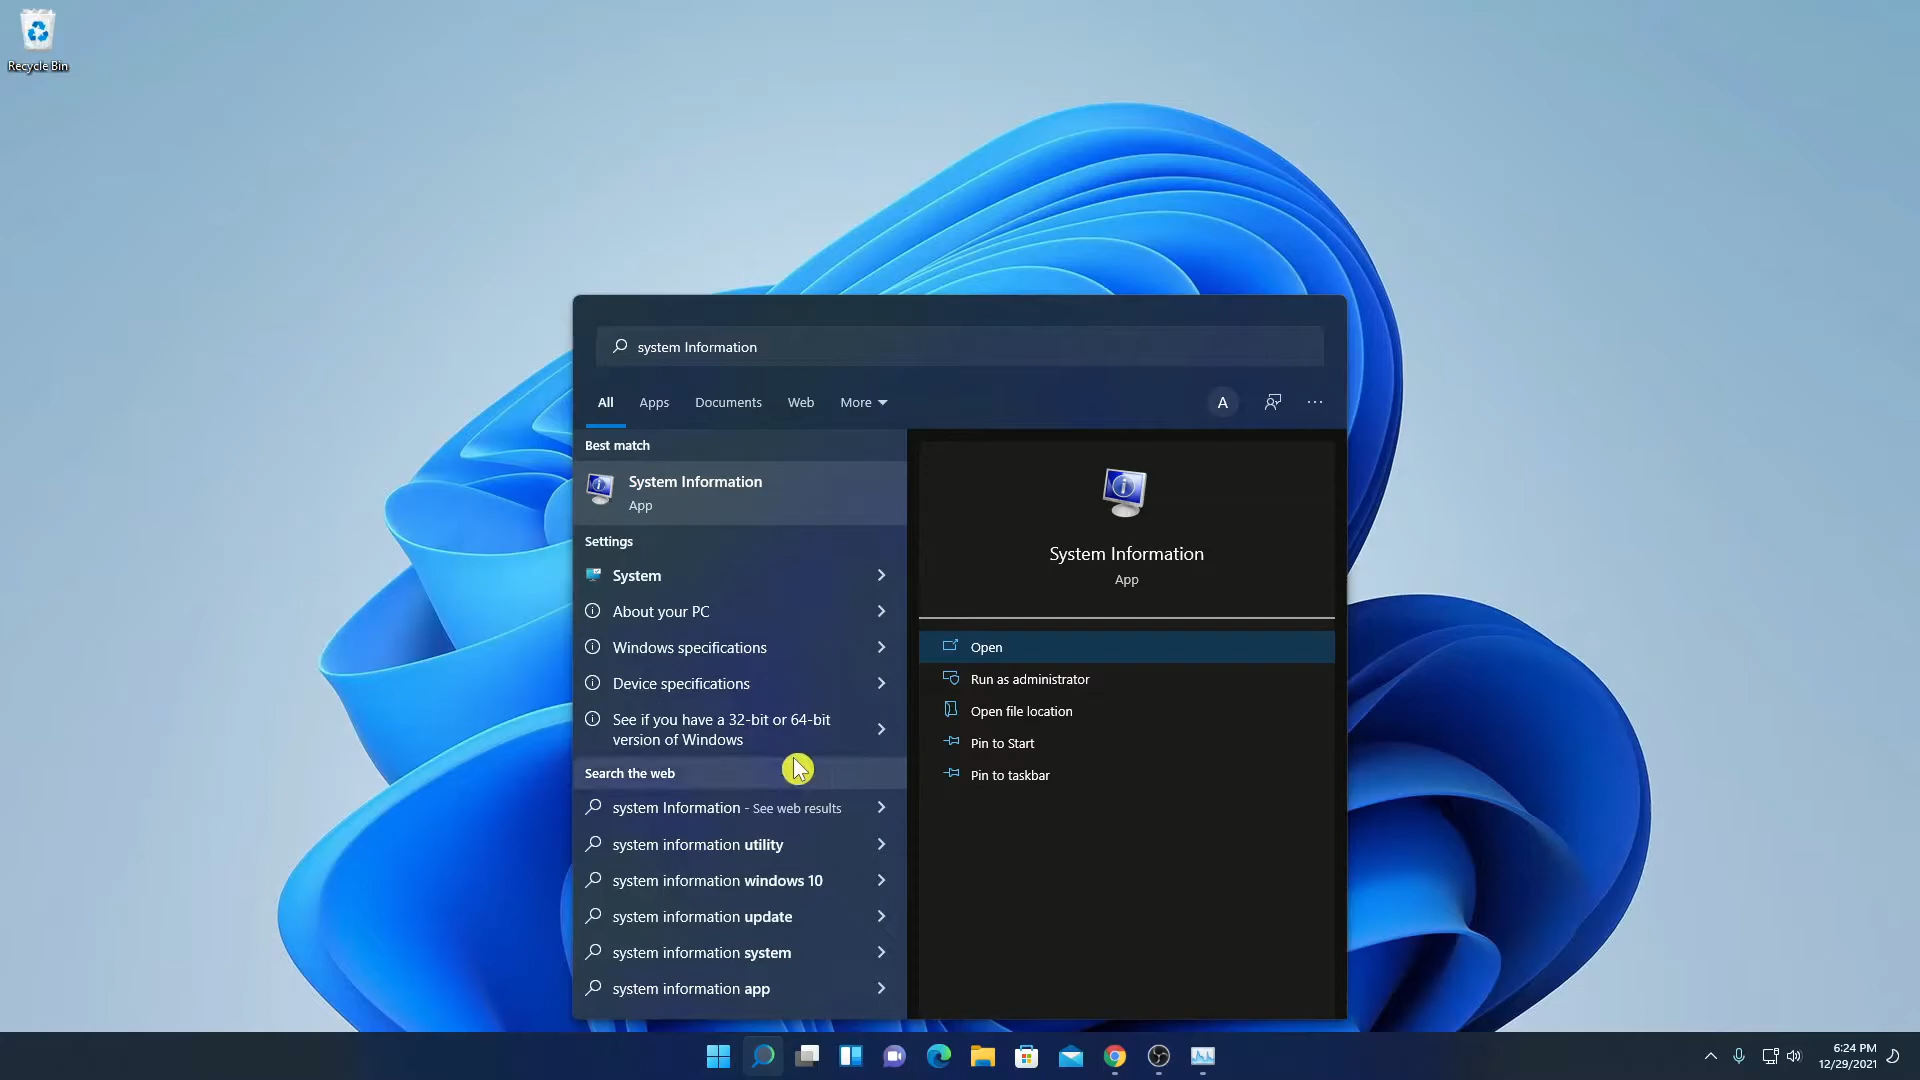 Recycle Bin
system Information
All Apps Documents Web More A ...
Best match
System Information
App
Settings
System
About your PC
Windows specifications
Device specifications
See if you have a 32-bit or 64-bit
version of Windows
Search the web
system Information - See web results
system information utility
system information windows 10
system information update
system information system
system information app
System Information
App
Open
Run as administrator
Open file location
Pin to Start
Pin to taskbar
6:24 PM
12/29/2021